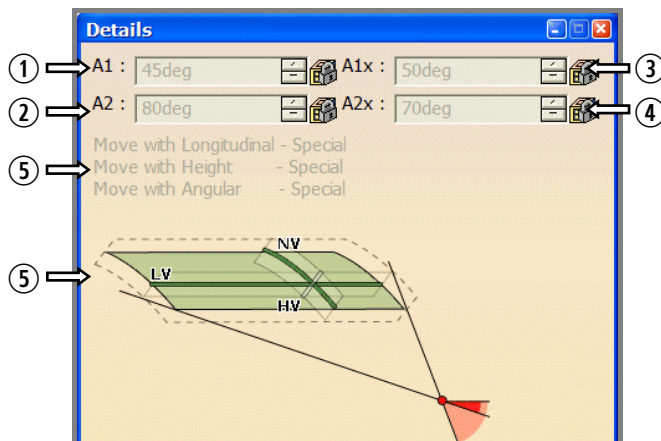 Details
① A1 : 45deg A1x : 50deg ③
② A2 : 80deg A2x : 70deg ④
Move with Longitudinal - Special
⑤ Move with Height - Special
Move with Angular - Special
NV
⑤ LV
HV